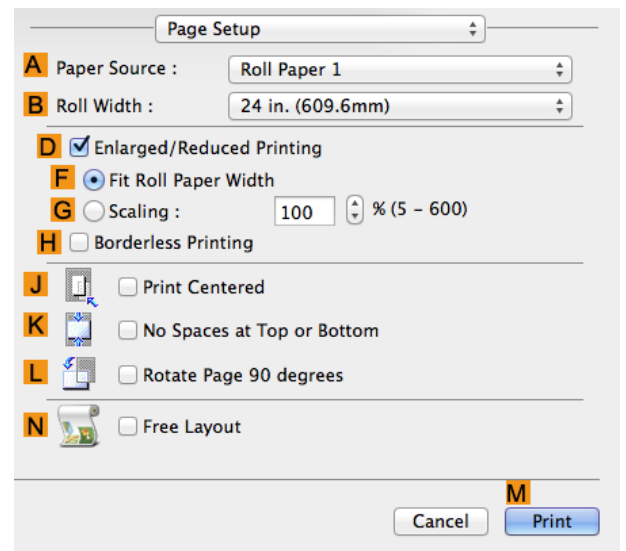 Page Setup
A Paper Source : Roll Paper 1
B Roll Width : 24 in. (609.6mm)
D Enlarged/Reduced Printing
F Fit Roll Paper Width
G Scaling : 100 % (5 - 600)
H Borderless Printing
J Print Centered
K No Spaces at Top or Bottom
L Rotate Page 90 degrees
N Free Layout
M
Cancel Print